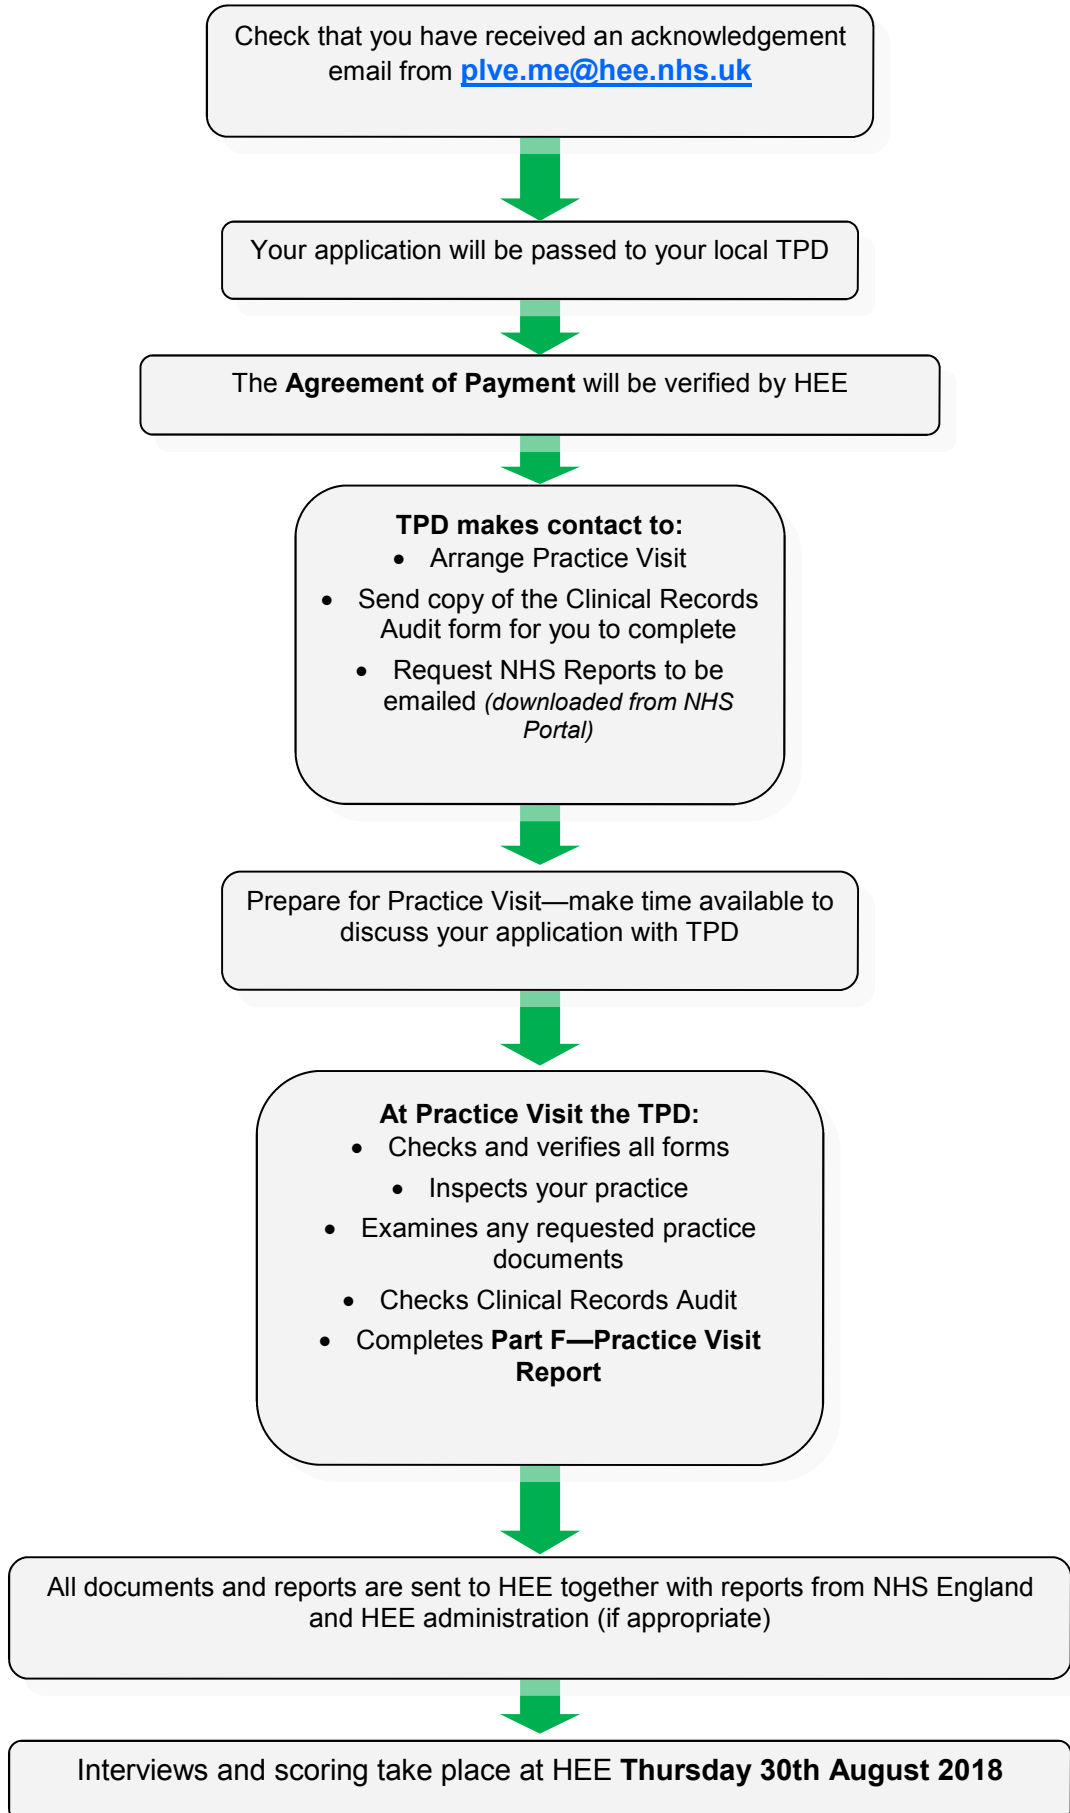 Check that you have received an acknowledgement
email from plve.me@hee.nhs.uk
Your application will be passed to your local TPD
The Agreement of Payment will be verified by HEE
TPD makes contact to:
• Arrange Practice Visit
• Send copy of the Clinical Records
Audit form for you to complete
• Request NHS Reports to be
emailed (downloaded from NHS
Portal)
Prepare for Practice Visit—make time available to
discuss your application with TPD
At Practice Visit the TPD:
• Checks and verifies all forms
• Inspects your practice
• Examines any requested practice
documents
• Checks Clinical Records Audit
• Completes Part F—Practice Visit
Report
All documents and reports are sent to HEE together with reports from NHS England
and HEE administration (if appropriate)
Interviews and scoring take place at HEE Thursday 30th August 2018